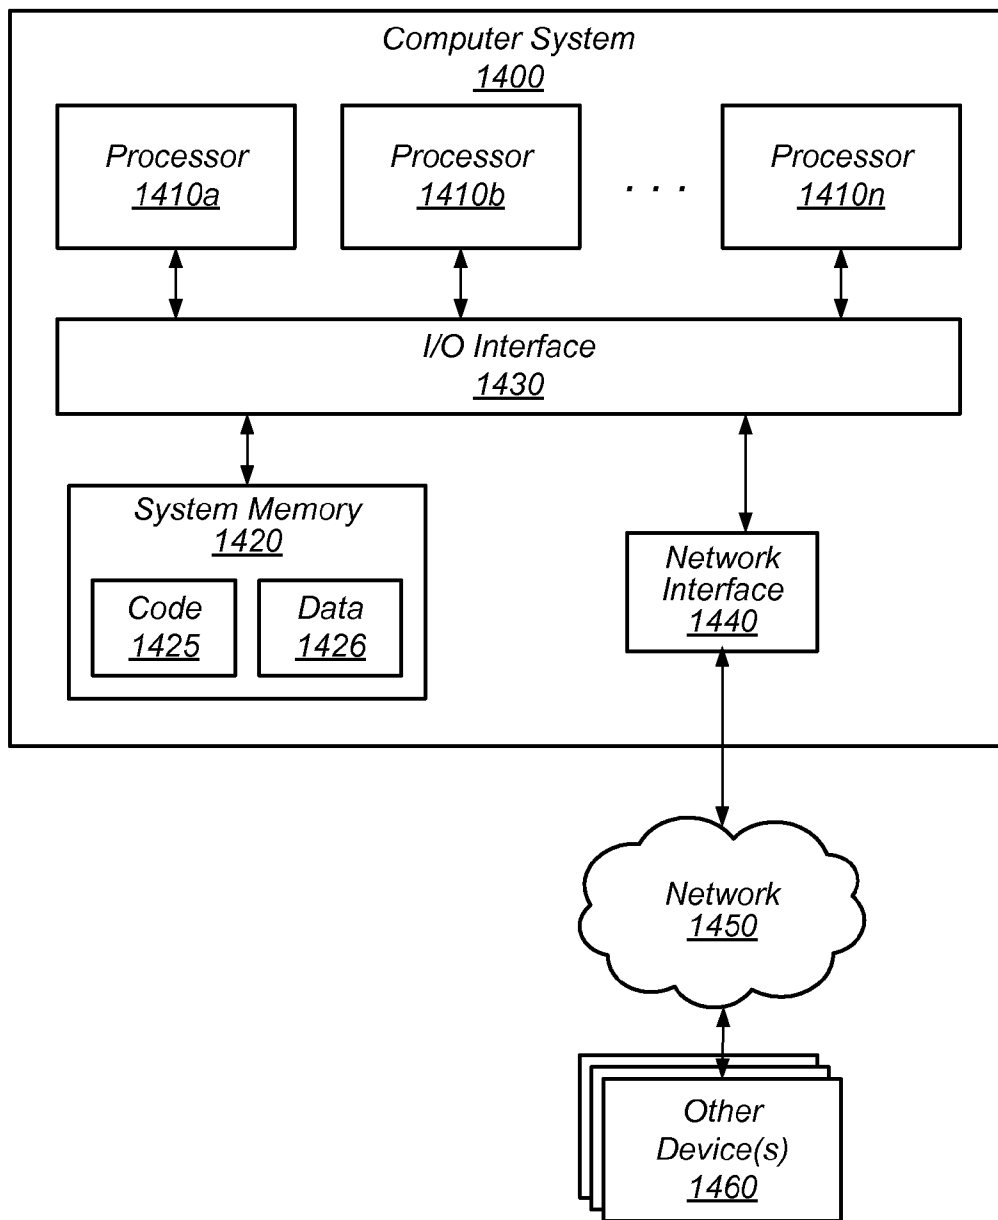 Computer System
1400
Processor
1410a
Processor
1410b
. . .
Processor
1410n
I/O Interface
1430
System Memory
1420
Code
1425
Data
1426
Network
Interface
1440
Network
1450
Other
Device(s)
1460